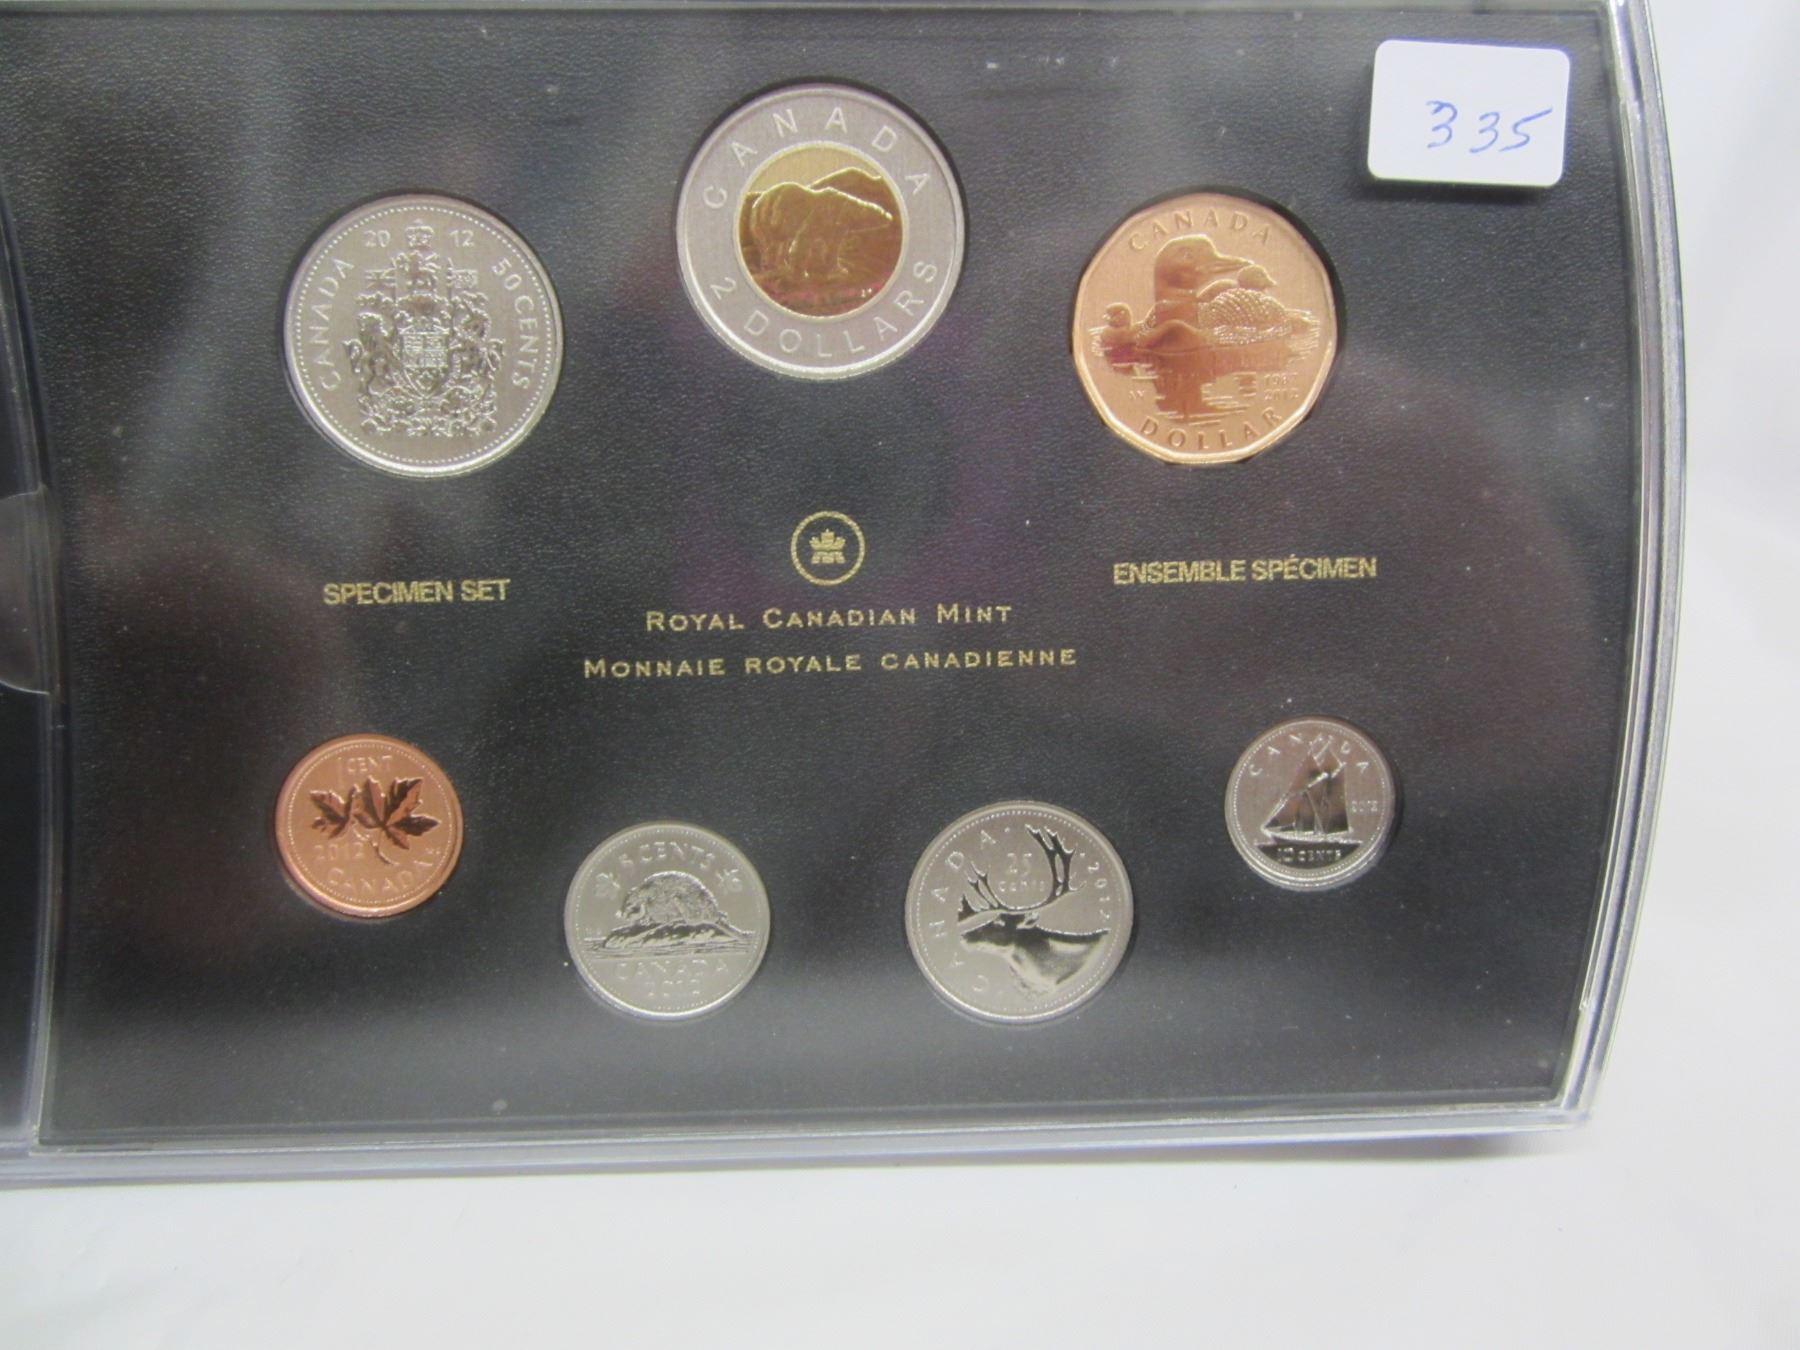 335
CANADA
2 DOLLARS
2012
CANADA
50 CENTS
CANADA
1987
2012
DOLLAR
SPECIMEN SET
ENSEMBLE SPÉCIMEN
ROYAL CANADIAN MINT
MONNAIE ROYALE CANADIENNE
1 CENT
2012
CANADA
5 CENTS
CANADA
2012
CANADA
25
cents
2012
CANADA
2012
10 CENTS